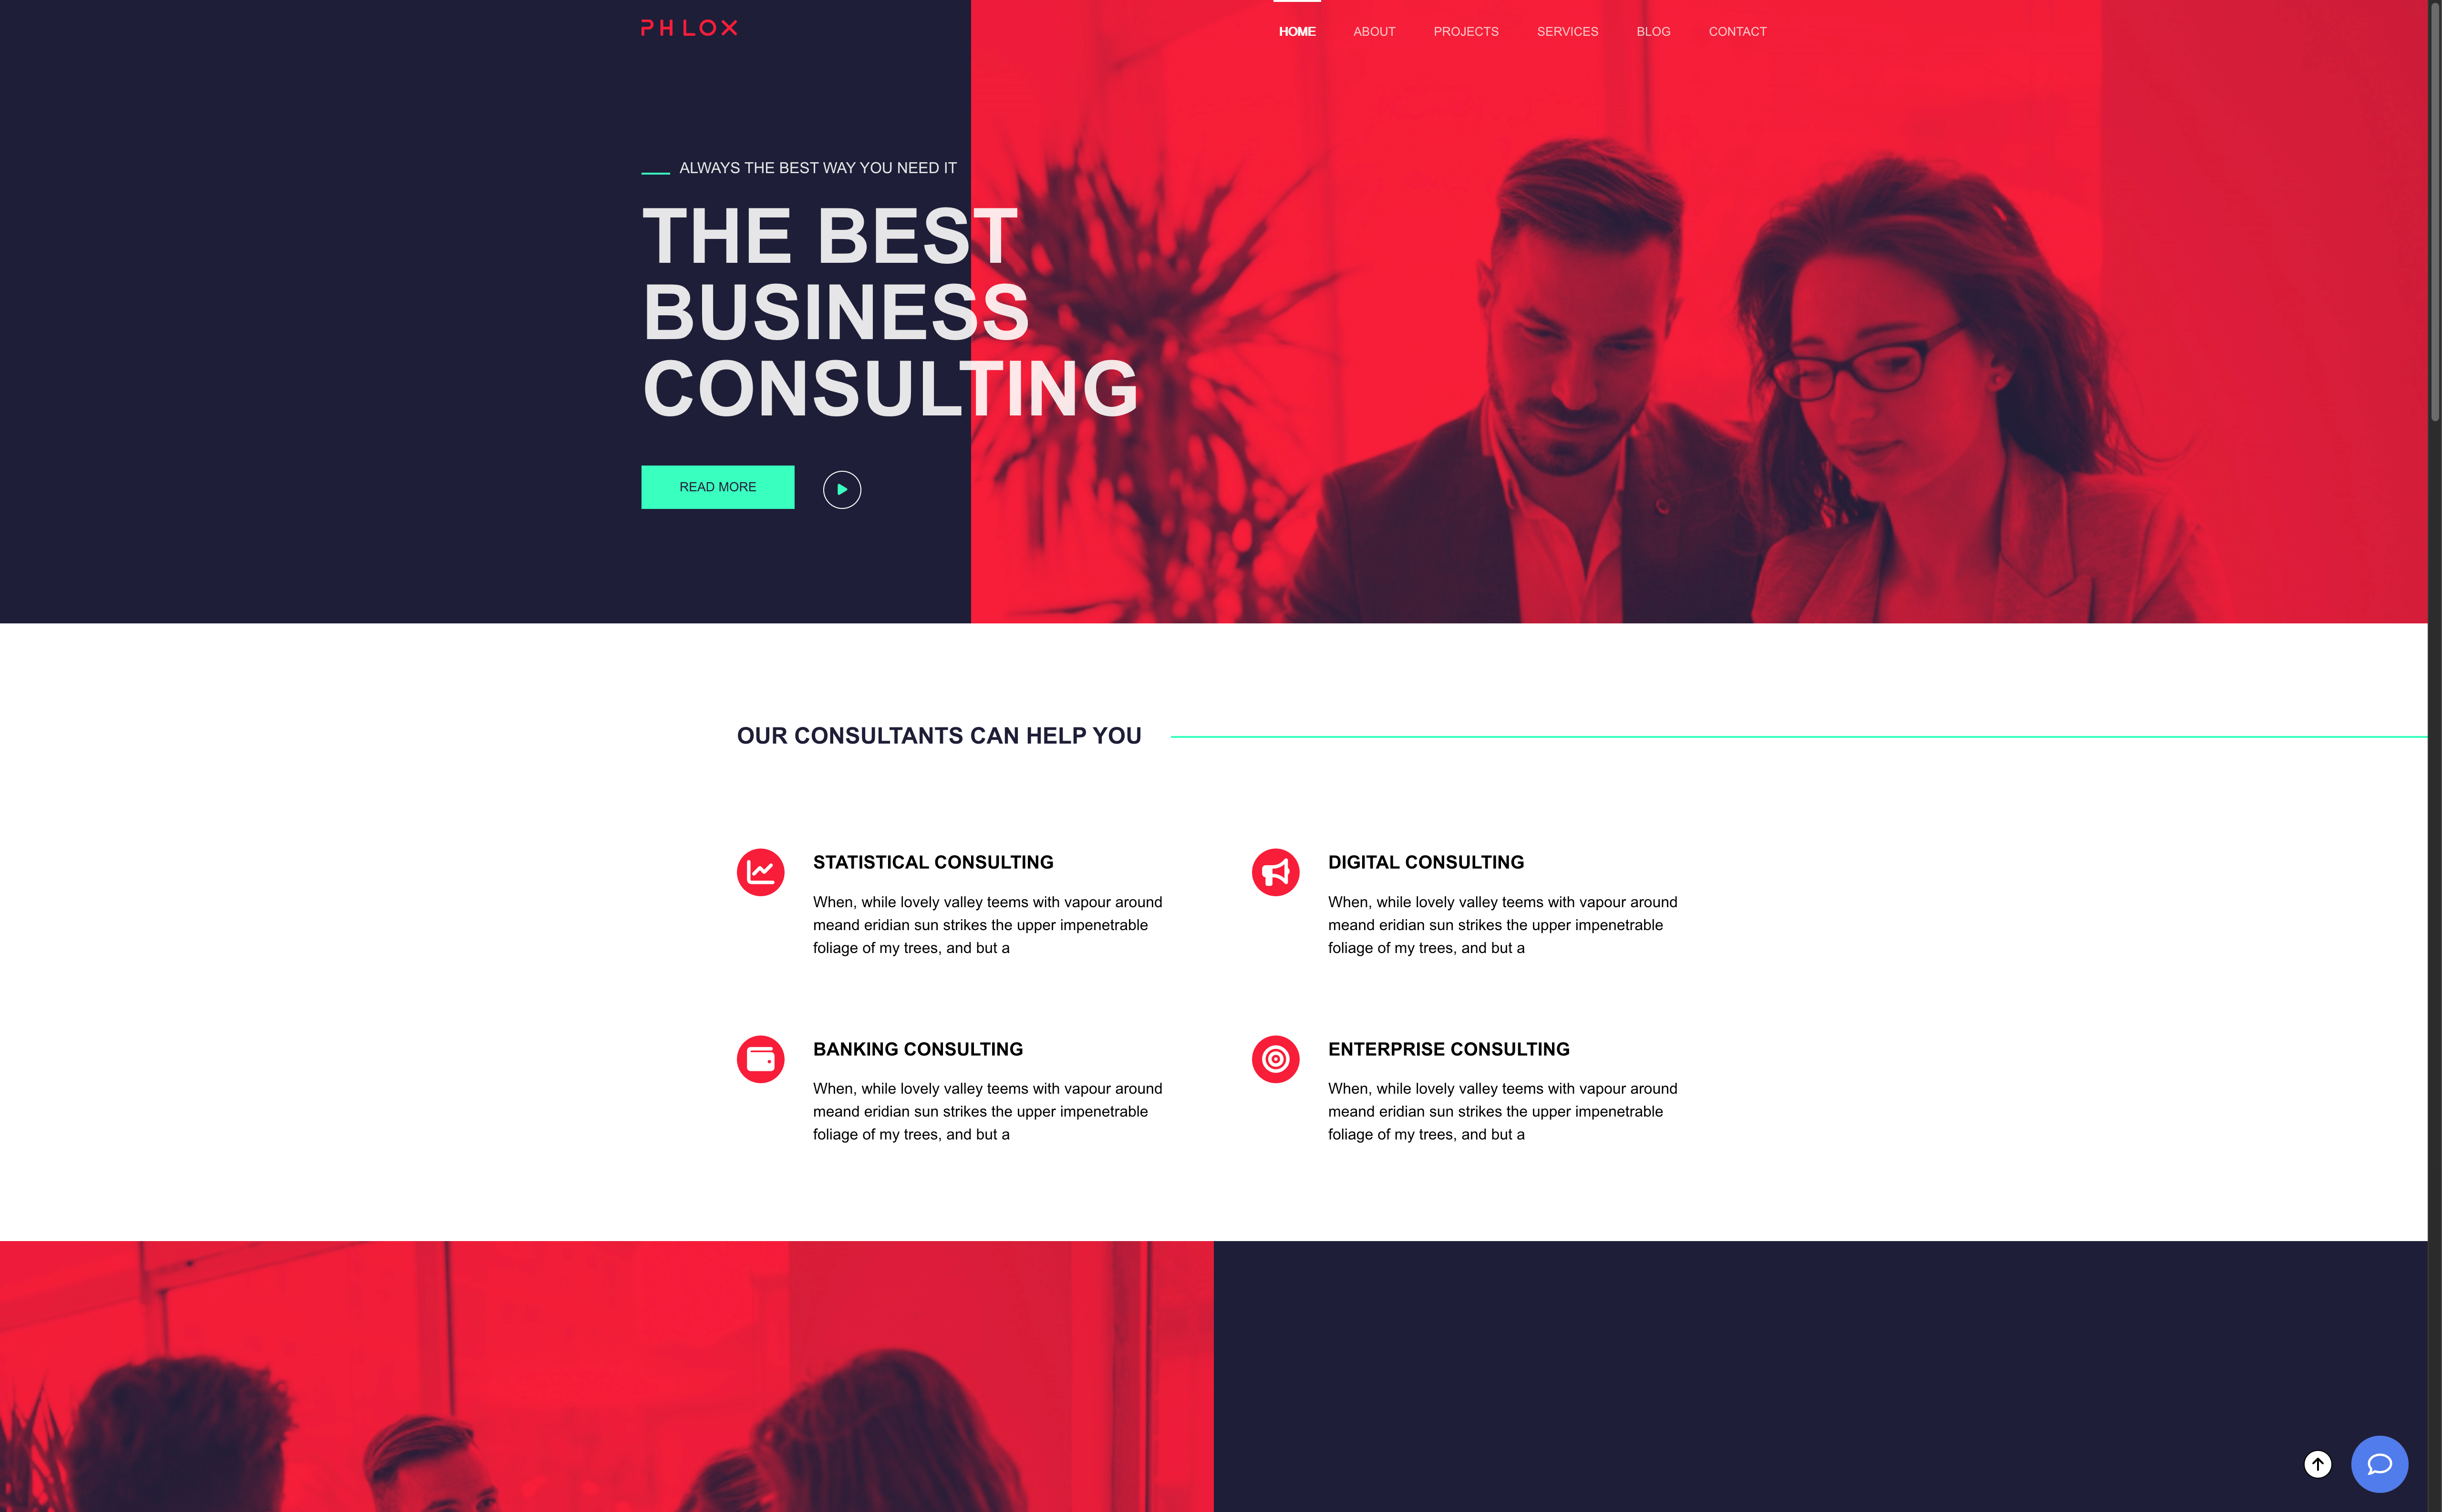 PHLOX
HOME ABOUT PROJECTS SERVICES BLOG CONTACT
ALWAYS THE BEST WAY YOU NEED IT
THE BEST
BUSINESS
CONSULTING
READ MORE
OUR CONSULTANTS CAN HELP YOU
STATISTICAL CONSULTING
When, while lovely valley teems with vapour around
meand eridian sun strikes the upper impenetrable
foliage of my trees, and but a
DIGITAL CONSULTING
When, while lovely valley teems with vapour around
meand eridian sun strikes the upper impenetrable
foliage of my trees, and but a
BANKING CONSULTING
When, while lovely valley teems with vapour around
meand eridian sun strikes the upper impenetrable
foliage of my trees, and but a
ENTERPRISE CONSULTING
When, while lovely valley teems with vapour around
meand eridian sun strikes the upper impenetrable
foliage of my trees, and but a